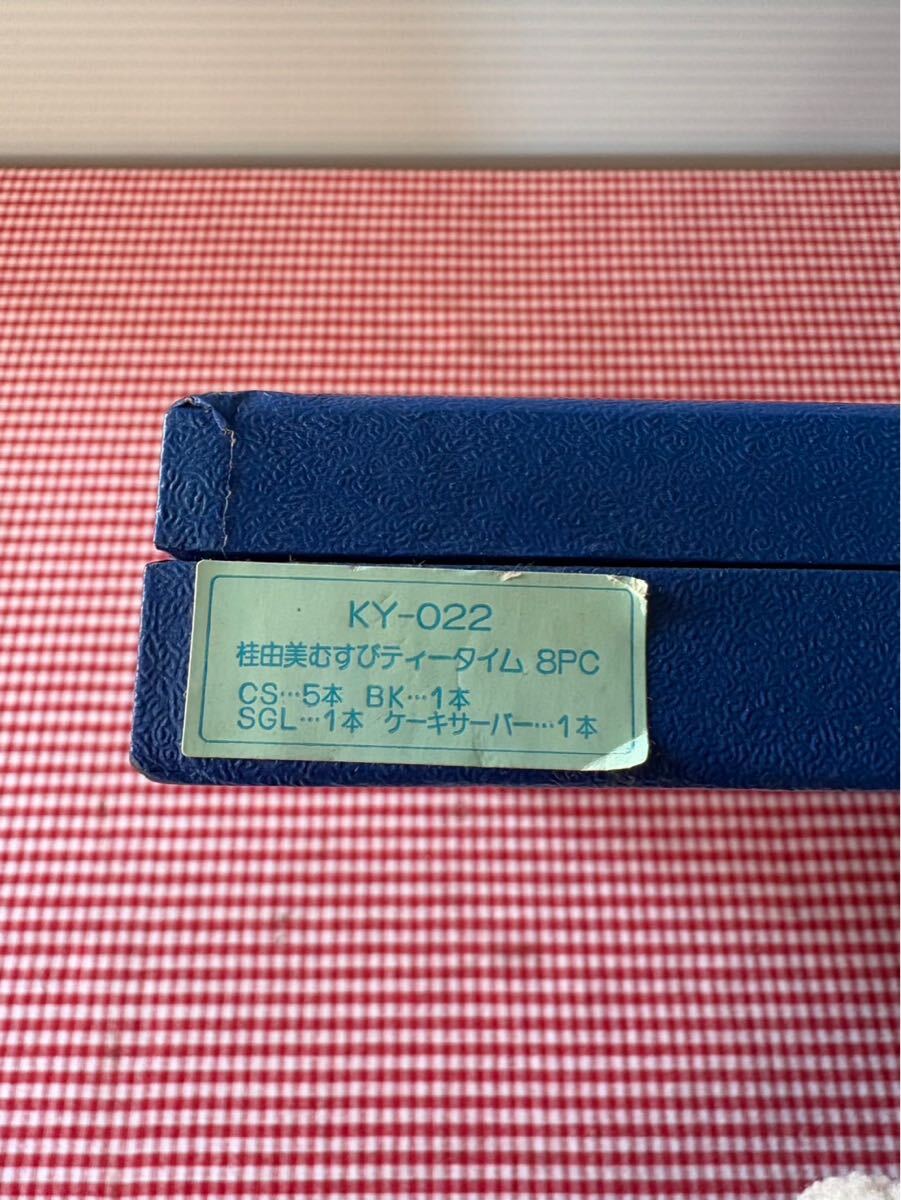 KY-022
桂由美むすびティータイム 8PC
CS…5本 BK…1本
SGL…1本 ケーキサーバー…1本